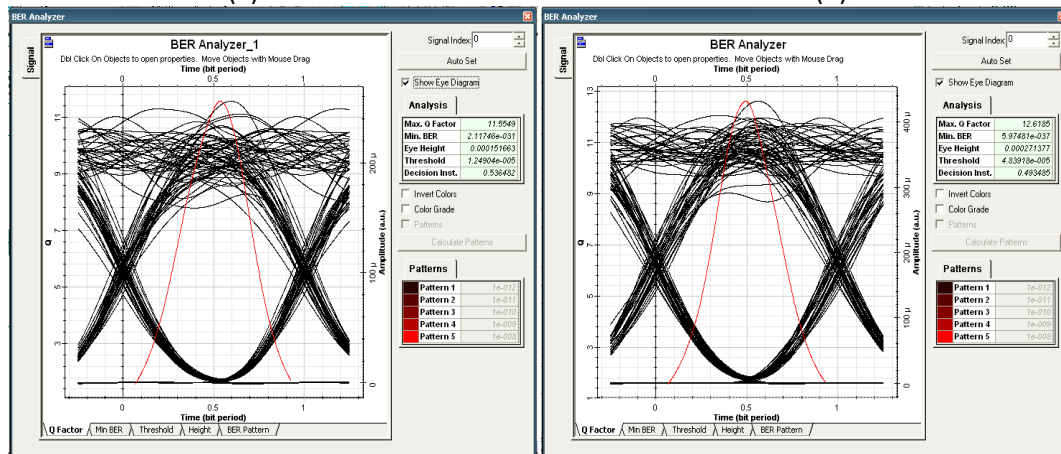 BER Analyzer
Signal
BER Analyzer_1
Dbl Click On Objects to open properties. Move Objects with Mouse Drag
Time (bit period)
0 0.5 1
Q
11
9
7
5
3
Amplitude (a.u.)
200 µ
100 µ
0
0 0.5 1
Time (bit period)
Q Factor Min BER Threshold Height BER Pattern
Signal Index: 0
Auto Set
Show Eye Diagram
Analysis
Max. Q Factor 11.5549
Min. BER 2.11746e-031
Eye Height 0.000151663
Threshold 1.24904e-005
Decision Inst. 0.536482
Invert Colors
Color Grade
Patterns
Calculate Patterns
Patterns
Pattern 1 1e-012
Pattern 2 1e-011
Pattern 3 1e-010
Pattern 4 1e-009
Pattern 5 1e-008
BER Analyzer
Signal
BER Analyzer
Dbl Click On Objects to open properties. Move Objects with Mouse Drag
Time (bit period)
0 0.5 1
Q
13
11
9
7
5
3
1
Amplitude (a.u.)
400 µ
300 µ
200 µ
100 µ
0
0 0.5 1
Time (bit period)
Q Factor Min BER Threshold Height BER Pattern
Signal Index: 0
Auto Set
Show Eye Diagram
Analysis
Max. Q Factor 12.6185
Min. BER 5.97481e-037
Eye Height 0.000271377
Threshold 4.83918e-005
Decision Inst. 0.493485
Invert Colors
Color Grade
Patterns
Calculate Patterns
Patterns
Pattern 1 1e-012
Pattern 2 1e-011
Pattern 3 1e-010
Pattern 4 1e-009
Pattern 5 1e-008